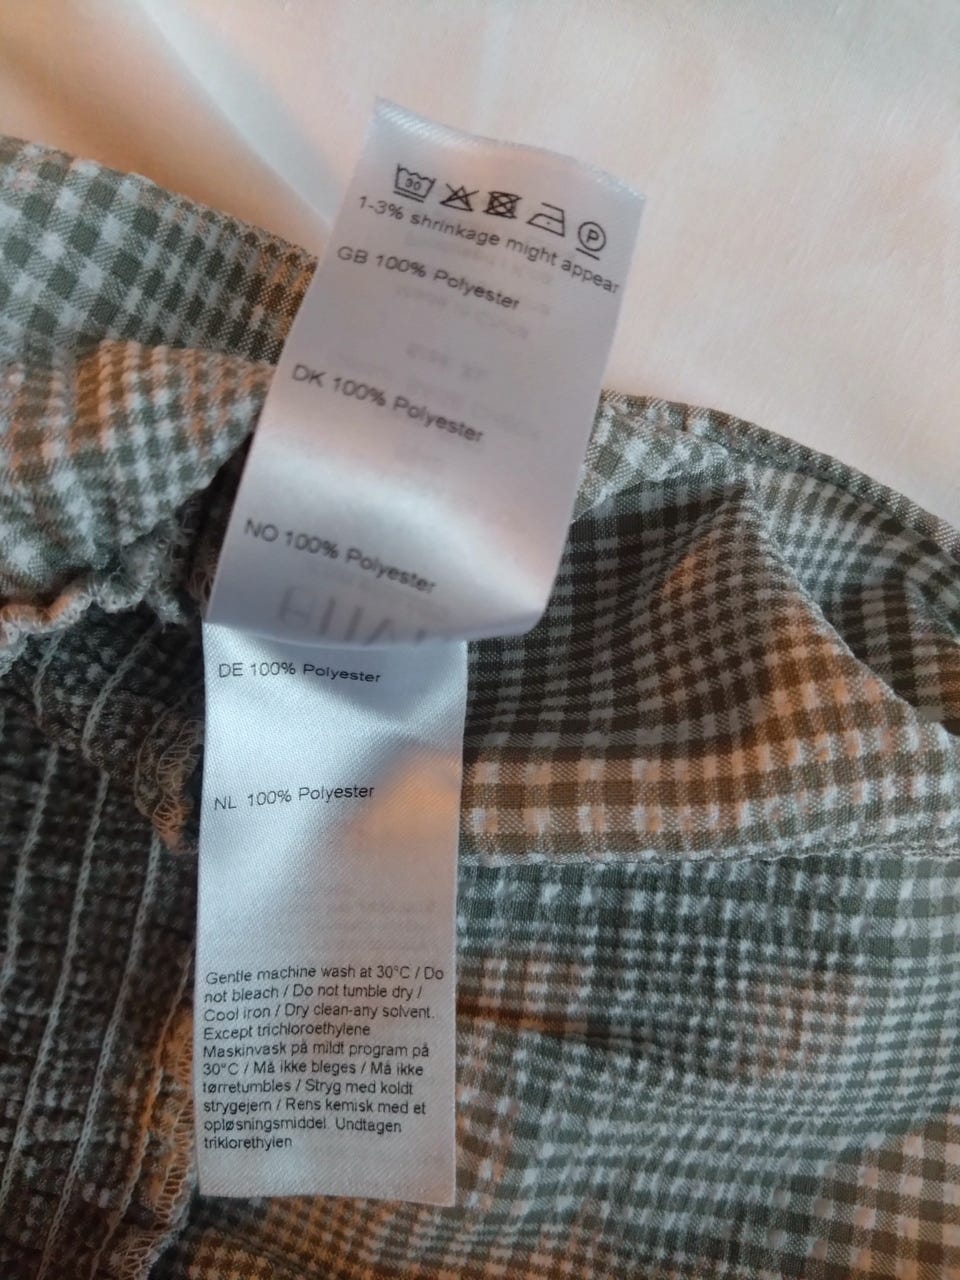 30
P
1-3% shrinkage might appear
GB 100% Polyester
DK 100% Polyester
NO 100% Polyester
DE 100% Polyester
NL 100% Polyester
Gentle machine wash at 30°C / Do
not bleach / Do not tumble dry /
Cool iron / Dry clean-any solvent.
Except trichloroethylene
Maskinvask på mildt program på
30°C / Må ikke bleges / Må ikke
tørretumbles / Stryg med koldt
strygejern / Rens kemisk med et
opløsningsmiddel. Undtagen
triklorethylen